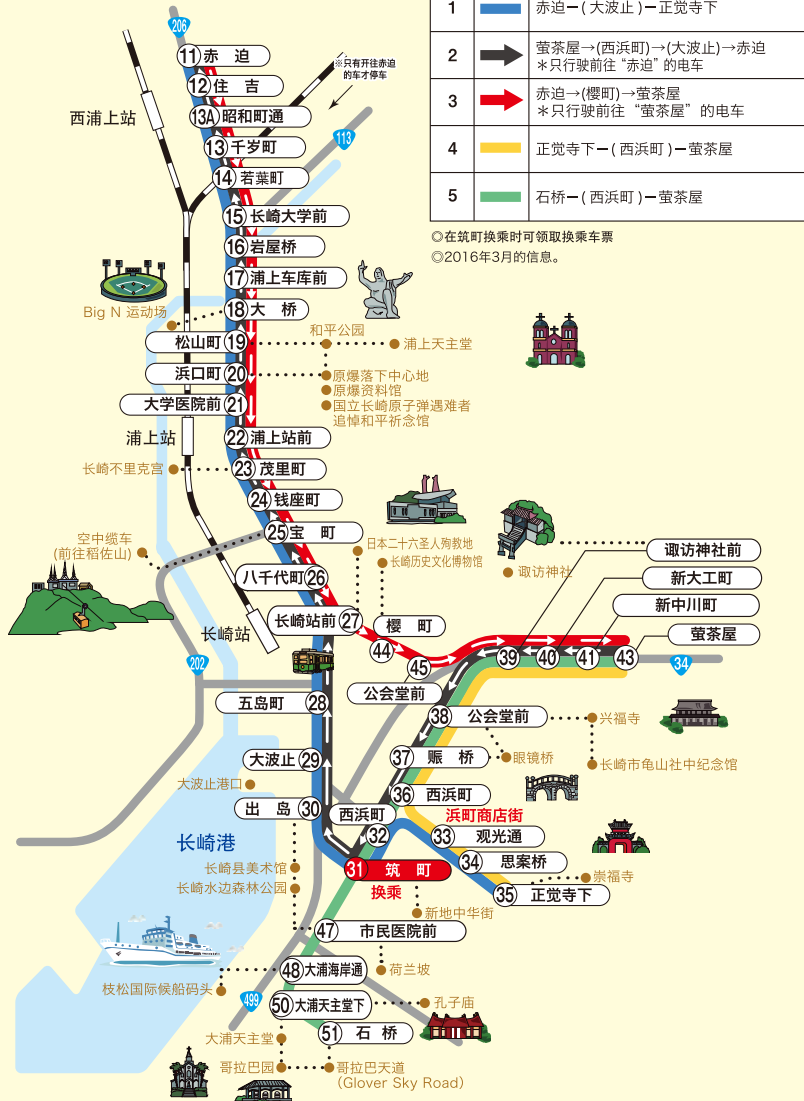 1 赤迫ー(大波止)ー正觉寺下
2 萤茶屋→(西浜町)→(大波止)→赤迫
＊只行驶前往“赤迫”的电车
3 赤迫→(樱町)→萤茶屋
＊只行驶前往“萤茶屋”的电车
4 正觉寺下ー(西浜町)ー萤茶屋
5 石桥ー(西浜町)ー萤茶屋
◎在筑町换乘时可领取换乘车票
◎2016年3月的信息。
206
11 赤 迫
※只有开往赤迫
的车才停车
12 住 吉
西浦上站
13A 昭和町通
113
13 千岁町
14 若葉町
15 长崎大学前
16 岩屋桥
17 浦上车库前
Big N 运动场
18 大 桥
和平公园
松山町 19
浦上天主堂
浜口町 20
原爆落下中心地
原爆资料馆
国立长崎原子弹遇难者
追悼和平祈念馆
大学医院前 21
浦上站
22 浦上站前
长崎不里克宫
23 茂里町
24 钱座町
25 宝 町
空中缆车
(前往稻佐山)
日本二十六圣人殉教地
长崎历史文化博物馆
诹访神社
诹访神社前
新大工町
新中川町
萤茶屋
八千代町 26
长崎站
长崎站前 27
樱 町
44
45
39
40
41
43
202
34
公会堂前
五岛町 28
38 公会堂前
兴福寺
大波止 29
37 赈 桥
眼镜桥
长崎市龟山社中纪念馆
大波止港口
36 西浜町
出 岛 30
西浜町
32
浜町商店街
33 观光通
长崎港
34 思案桥
31 筑 町
换乘
长崎县美术馆
崇福寺
长崎水边森林公园
35 正觉寺下
新地中华街
47 市民医院前
48 大浦海岸通
荷兰坡
枝松国际候船码头
499
50 大浦天主堂下
孔子庙
大浦天主堂
51 石 桥
哥拉巴园
哥拉巴天道
(Glover Sky Road)